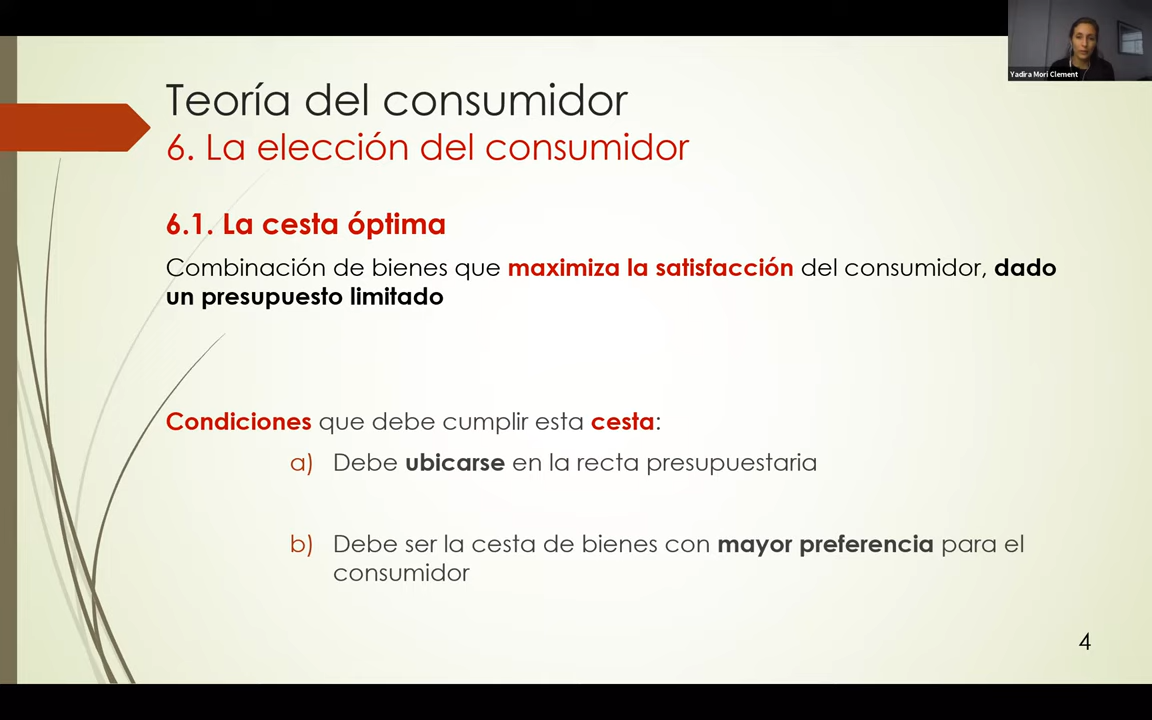 Yadira Mori Clement
Teoría del consumidor
6. La elección del consumidor
6.1. La cesta óptima
Combinación de bienes que maximiza la satisfacción del consumidor, dado
un presupuesto limitado
Condiciones que debe cumplir esta cesta:
a) Debe ubicarse en la recta presupuestaria
b) Debe ser la cesta de bienes con mayor preferencia para el
consumidor
4